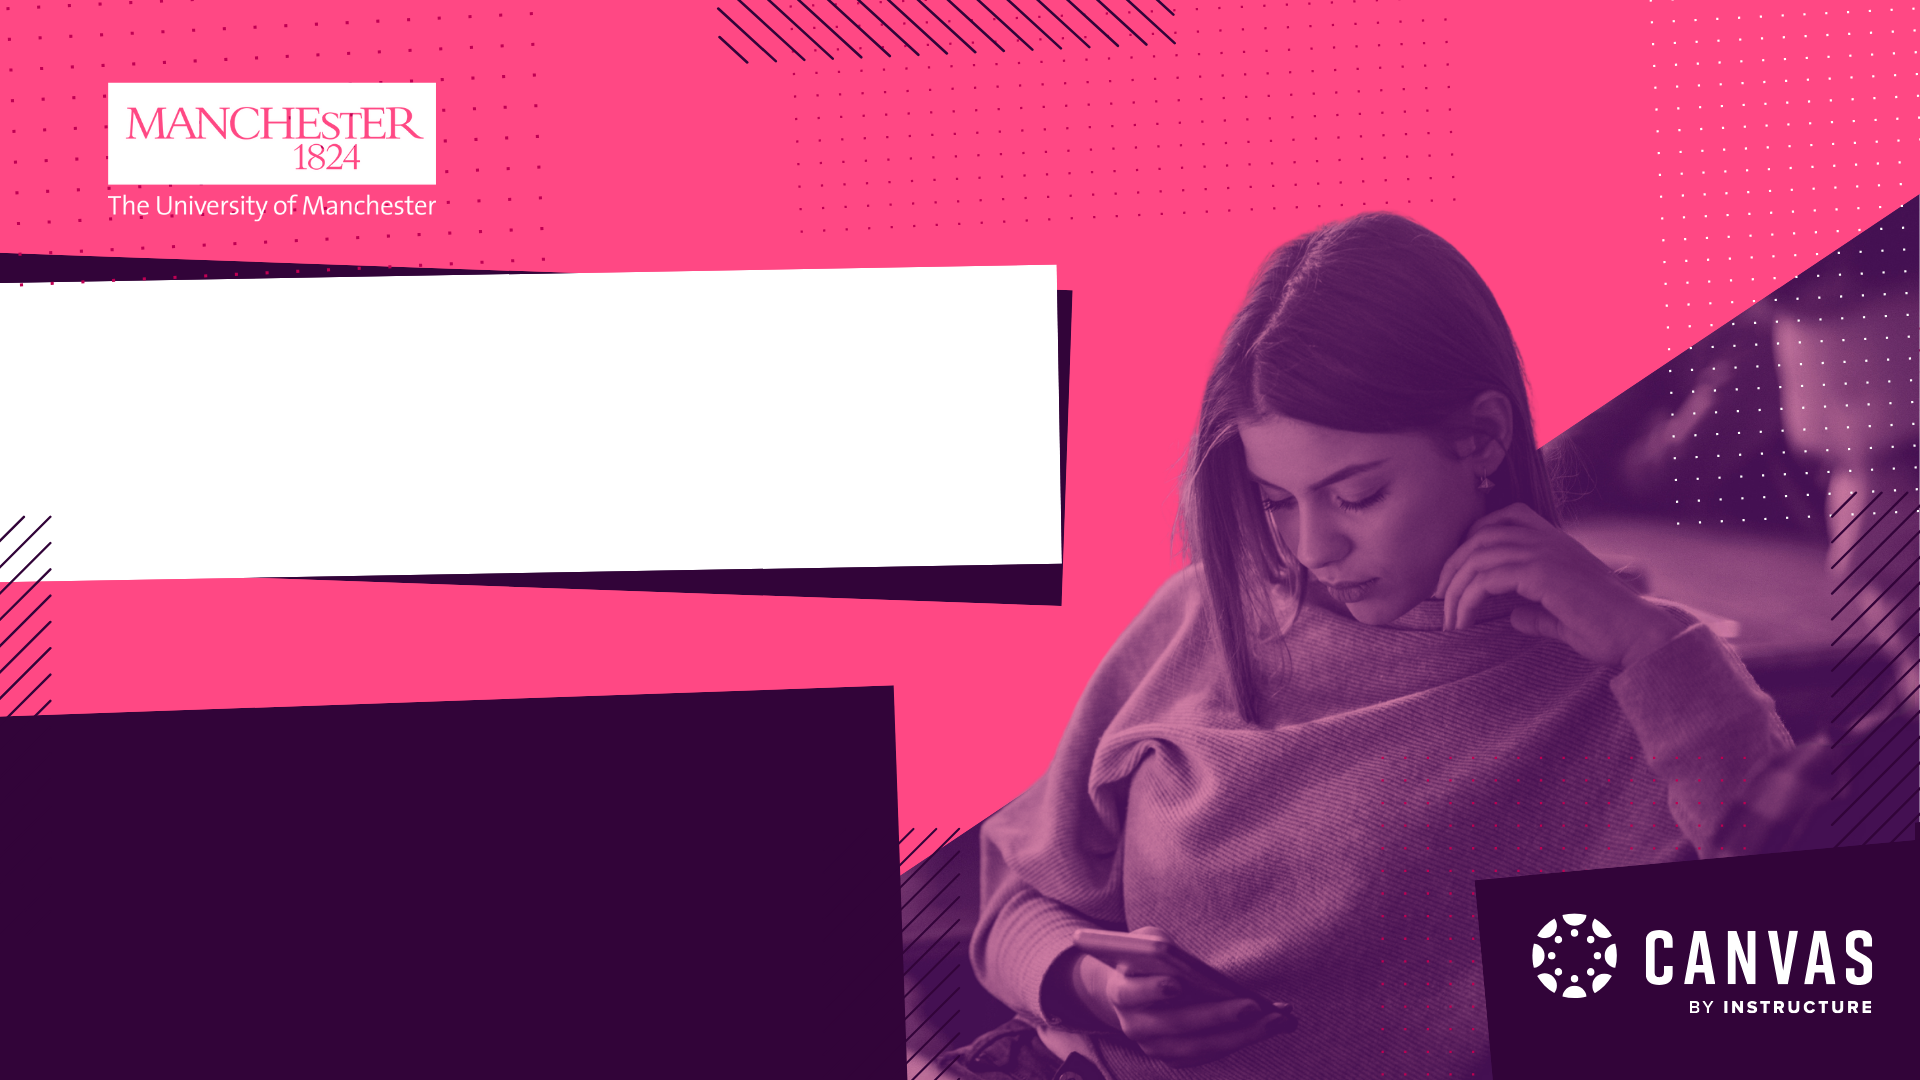 MANCHEsTER
1824
The University of Manchester
CANVAS
BY INSTRUCTURE